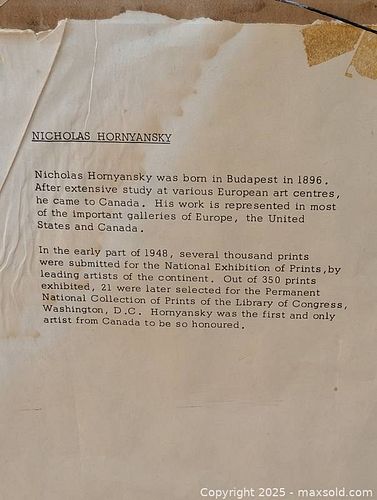 NICHOLAS HORNYANSKY
Nicholas Hornyansky was born in Budapest in 1896.
After extensive study at various European art centres,
he came to Canada. His work is represented in most
of the important galleries of Europe, the United
States and Canada.
In the early part of 1948, several thousand prints
were submitted for the National Exhibition of Prints,by
leading artists of the continent. Out of 350 prints
exhibited, 21 were later selected for the Permanent
National Collection of Prints of the Library of Congress,
Washington, D.C. Hornyansky was the first and only
artist from Canada to be so honoured.
Copyright 2025 - maxsold.com